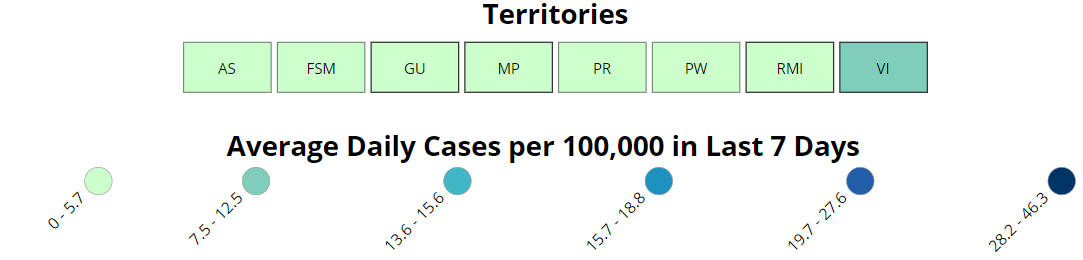 Territories
AS FSM GU MP PR PW RMI VI
Average Daily Cases per 100,000 in Last 7 Days
0 - 5.7 7.5 - 12.5 13.6 - 15.6 15.7 - 18.8 19.7 - 27.6 28.2 - 46.3